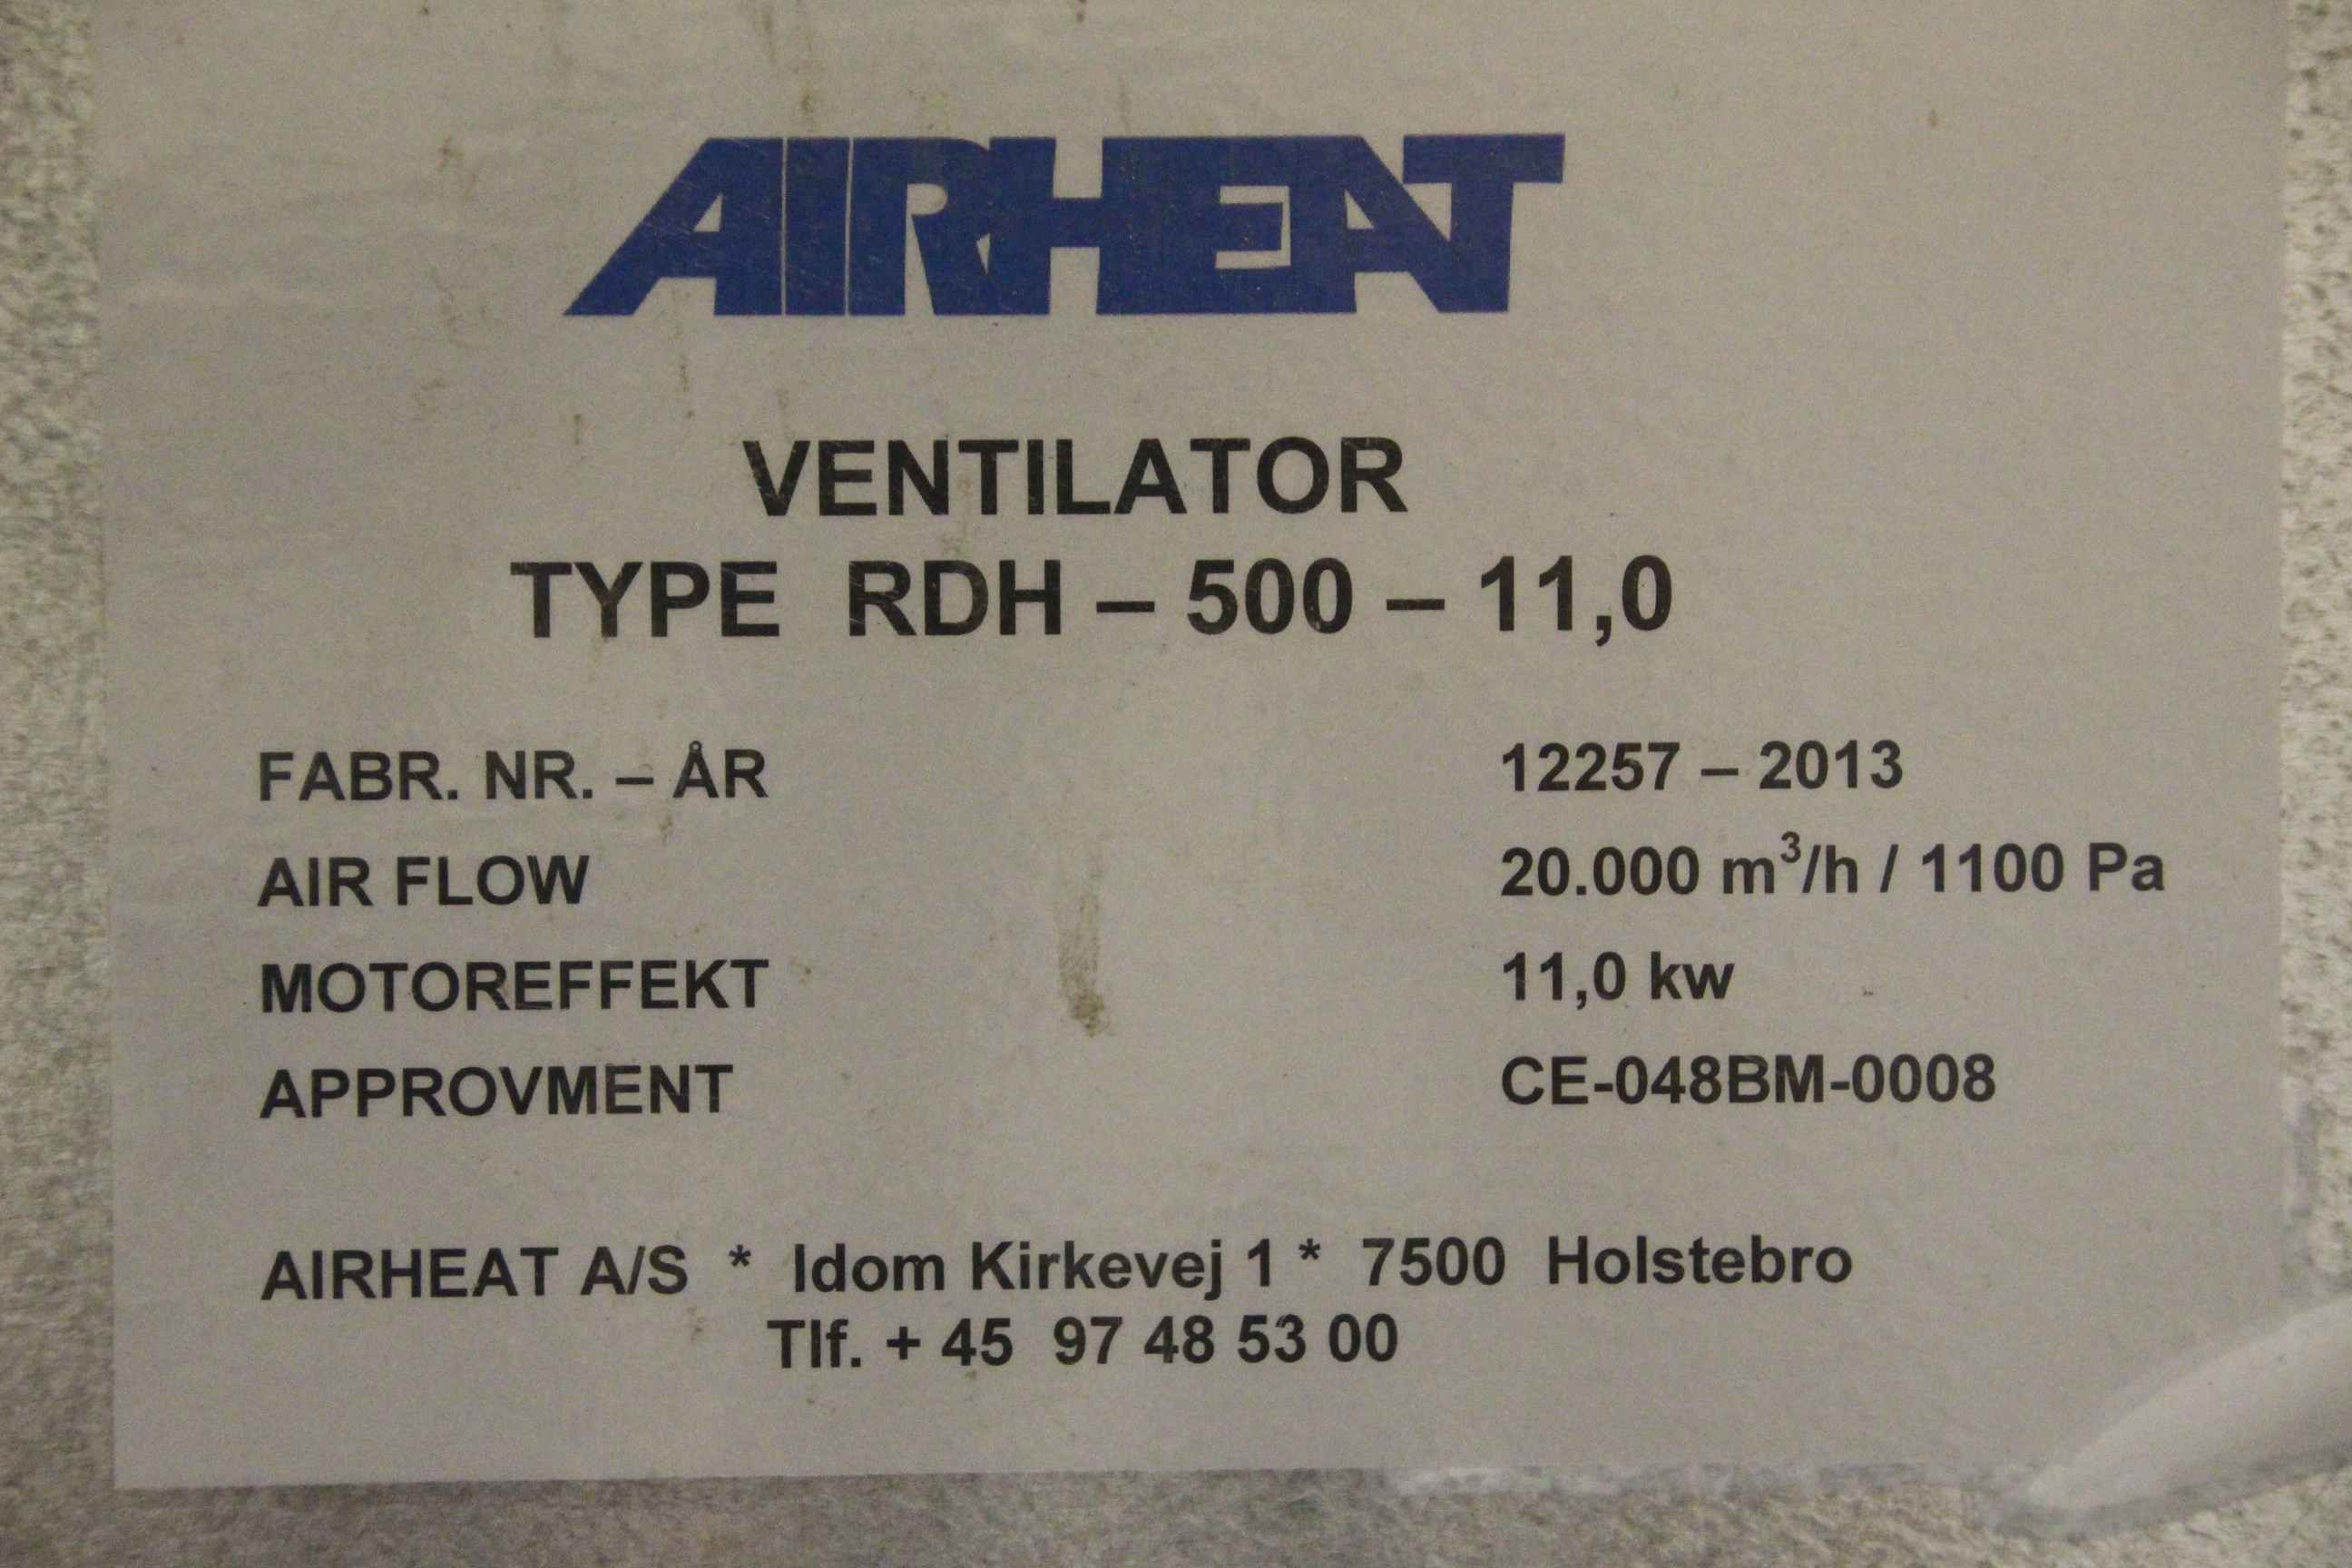 AIRHEAT
VENTILATOR
TYPE RDH – 500 – 11,0
FABR. NR. – ÅR 12257 – 2013
AIR FLOW 20.000 m³/h / 1100 Pa
MOTOREFFEKT 11,0 kw
APPROVMENT CE-048BM-0008
AIRHEAT A/S * Idom Kirkevej 1 * 7500 Holstebro
Tlf. + 45 97 48 53 00